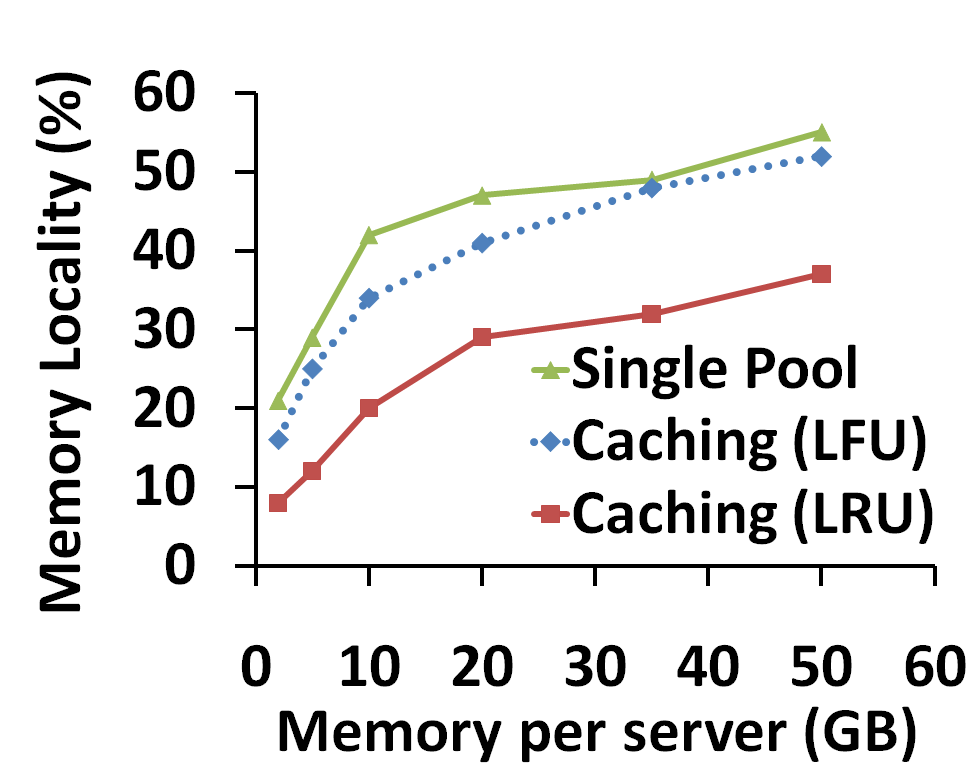 Memory Locality (%)
60
50
40
30
20
10
0
Single Pool
Caching (LFU)
Caching (LRU)
0 10 20 30 40 50 60
Memory per server (GB)